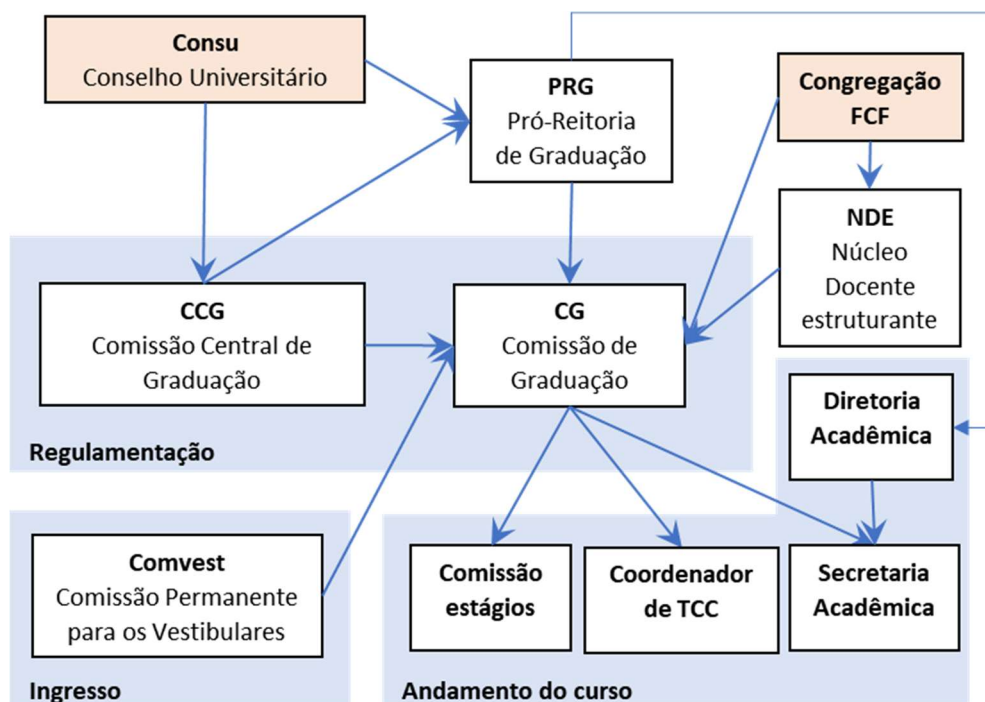 Consu
Conselho Universitário
PRG
Pró-Reitoria
de Graduação
Congregação
FCF
NDE
Núcleo
Docente
estruturante
CCG
Comissão Central de
Graduação
CG
Comissão de
Graduação
Regulamentação
Diretoria
Acadêmica
Comvest
Comissão Permanente
para os Vestibulares
Ingresso
Comissão
estágios
Coordenador
de TCC
Secretaria
Acadêmica
Andamento do curso